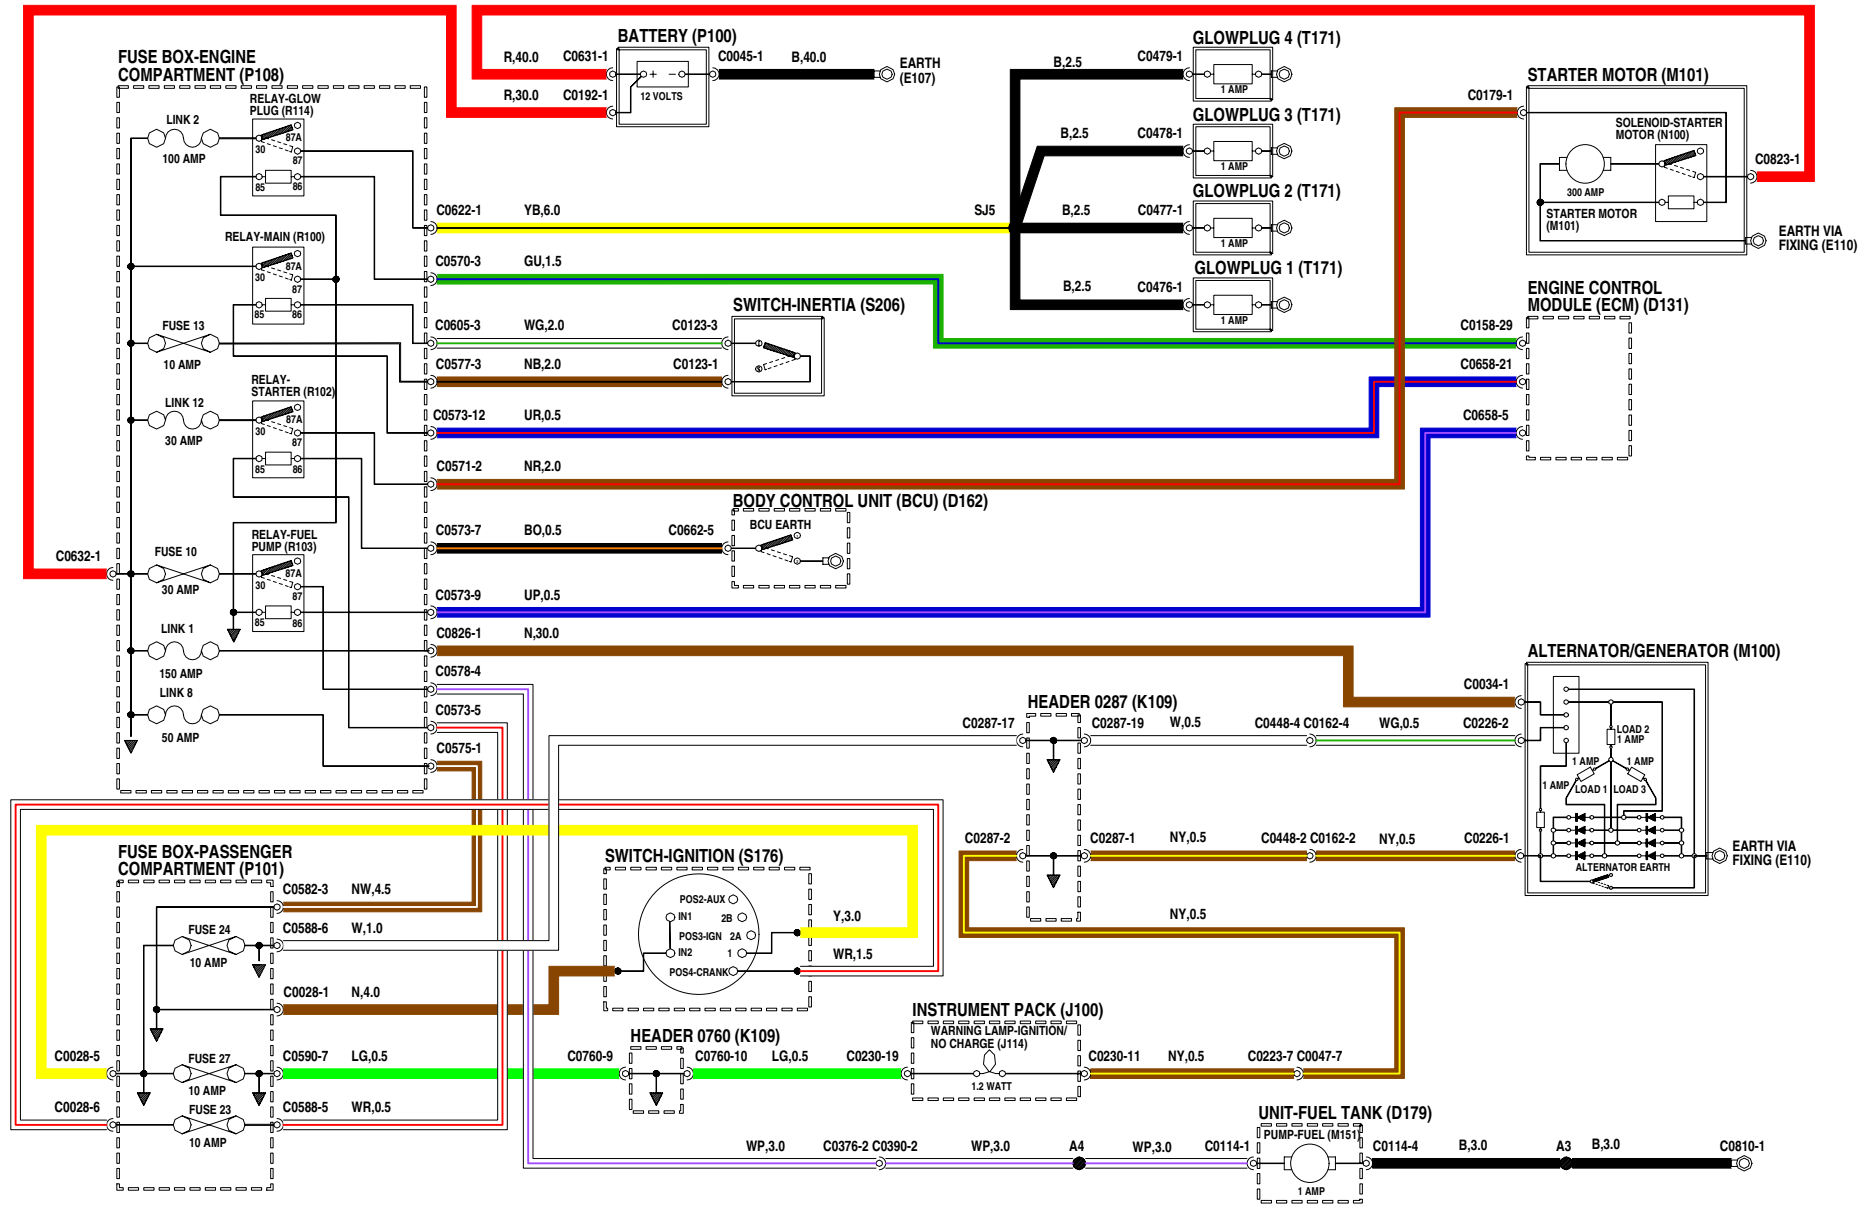 FUSE BOX-ENGINE
COMPARTMENT (P108)
RELAY-GLOW
PLUG (R114)
LINK 2
100 AMP
87A
30
87
85
86
RELAY-MAIN (R100)
87A
30
87
85
86
FUSE 13
10 AMP
RELAY-
STARTER (R102)
LINK 12
30 AMP
87A
30
87
85
86
RELAY-FUEL
PUMP (R103)
FUSE 10
30 AMP
87A
30
87
85
86
LINK 1
150 AMP
LINK 8
50 AMP
C0632-1
BATTERY (P100)
R,40.0
C0631-1
+
−
12 VOLTS
C0045-1
B,40.0
EARTH
(E107)
R,30.0
C0192-1
C0622-1
YB,6.0
SJ5
C0570-3
GU,1.5
C0605-3
WG,2.0
C0123-3
C0577-3
NB,2.0
C0123-1
SWITCH-INERTIA (S206)
C0573-12
UR,0.5
C0571-2
NR,2.0
BODY CONTROL UNIT (BCU) (D162)
BCU EARTH
C0573-7
BO,0.5
C0662-5
C0573-9
UP,0.5
C0826-1
N,30.0
C0578-4
C0573-5
C0575-1
GLOWPLUG 4 (T171)
B,2.5
C0479-1
1 AMP
GLOWPLUG 3 (T171)
B,2.5
C0478-1
1 AMP
GLOWPLUG 2 (T171)
B,2.5
C0477-1
1 AMP
GLOWPLUG 1 (T171)
B,2.5
C0476-1
1 AMP
STARTER MOTOR (M101)
C0179-1
SOLENOID-STARTER
MOTOR (N100)
300 AMP
STARTER MOTOR
(M101)
C0823-1
EARTH VIA
FIXING (E110)
ENGINE CONTROL
MODULE (ECM) (D131)
C0158-29
C0658-21
C0658-5
ALTERNATOR/GENERATOR (M100)
C0034-1
C0226-2
C0226-1
LOAD 2
1 AMP
1 AMP
1 AMP
1 AMP
LOAD 1
LOAD 3
ALTERNATOR EARTH
EARTH VIA
FIXING (E110)
HEADER 0287 (K109)
C0287-17
C0287-19
W,0.5
C0448-4 C0162-4
WG,0.5
C0287-2
C0287-1
NY,0.5
C0448-2 C0162-2
NY,0.5
NY,0.5
FUSE BOX-PASSENGER
COMPARTMENT (P101)
C0582-3
NW,4.5
C0588-6
W,1.0
FUSE 24
10 AMP
C0028-1
N,4.0
C0028-5
FUSE 27
10 AMP
C0590-7
LG,0.5
C0028-6
FUSE 23
10 AMP
C0588-5
WR,0.5
SWITCH-IGNITION (S176)
POS2-AUX
IN1
2B
POS3-IGN
2A
IN2
1
POS4-CRANK
Y,3.0
WR,1.5
HEADER 0760 (K109)
C0760-9
C0760-10
LG,0.5
C0230-19
INSTRUMENT PACK (J100)
WARNING LAMP-IGNITION/
NO CHARGE (J114)
1.2 WATT
C0230-11
NY,0.5
C0223-7 C0047-7
UNIT-FUEL TANK (D179)
PUMP-FUEL (M151)
1 AMP
WP,3.0
C0376-2 C0390-2
WP,3.0
A4
WP,3.0
C0114-1
C0114-4
B,3.0
A3
B,3.0
C0810-1